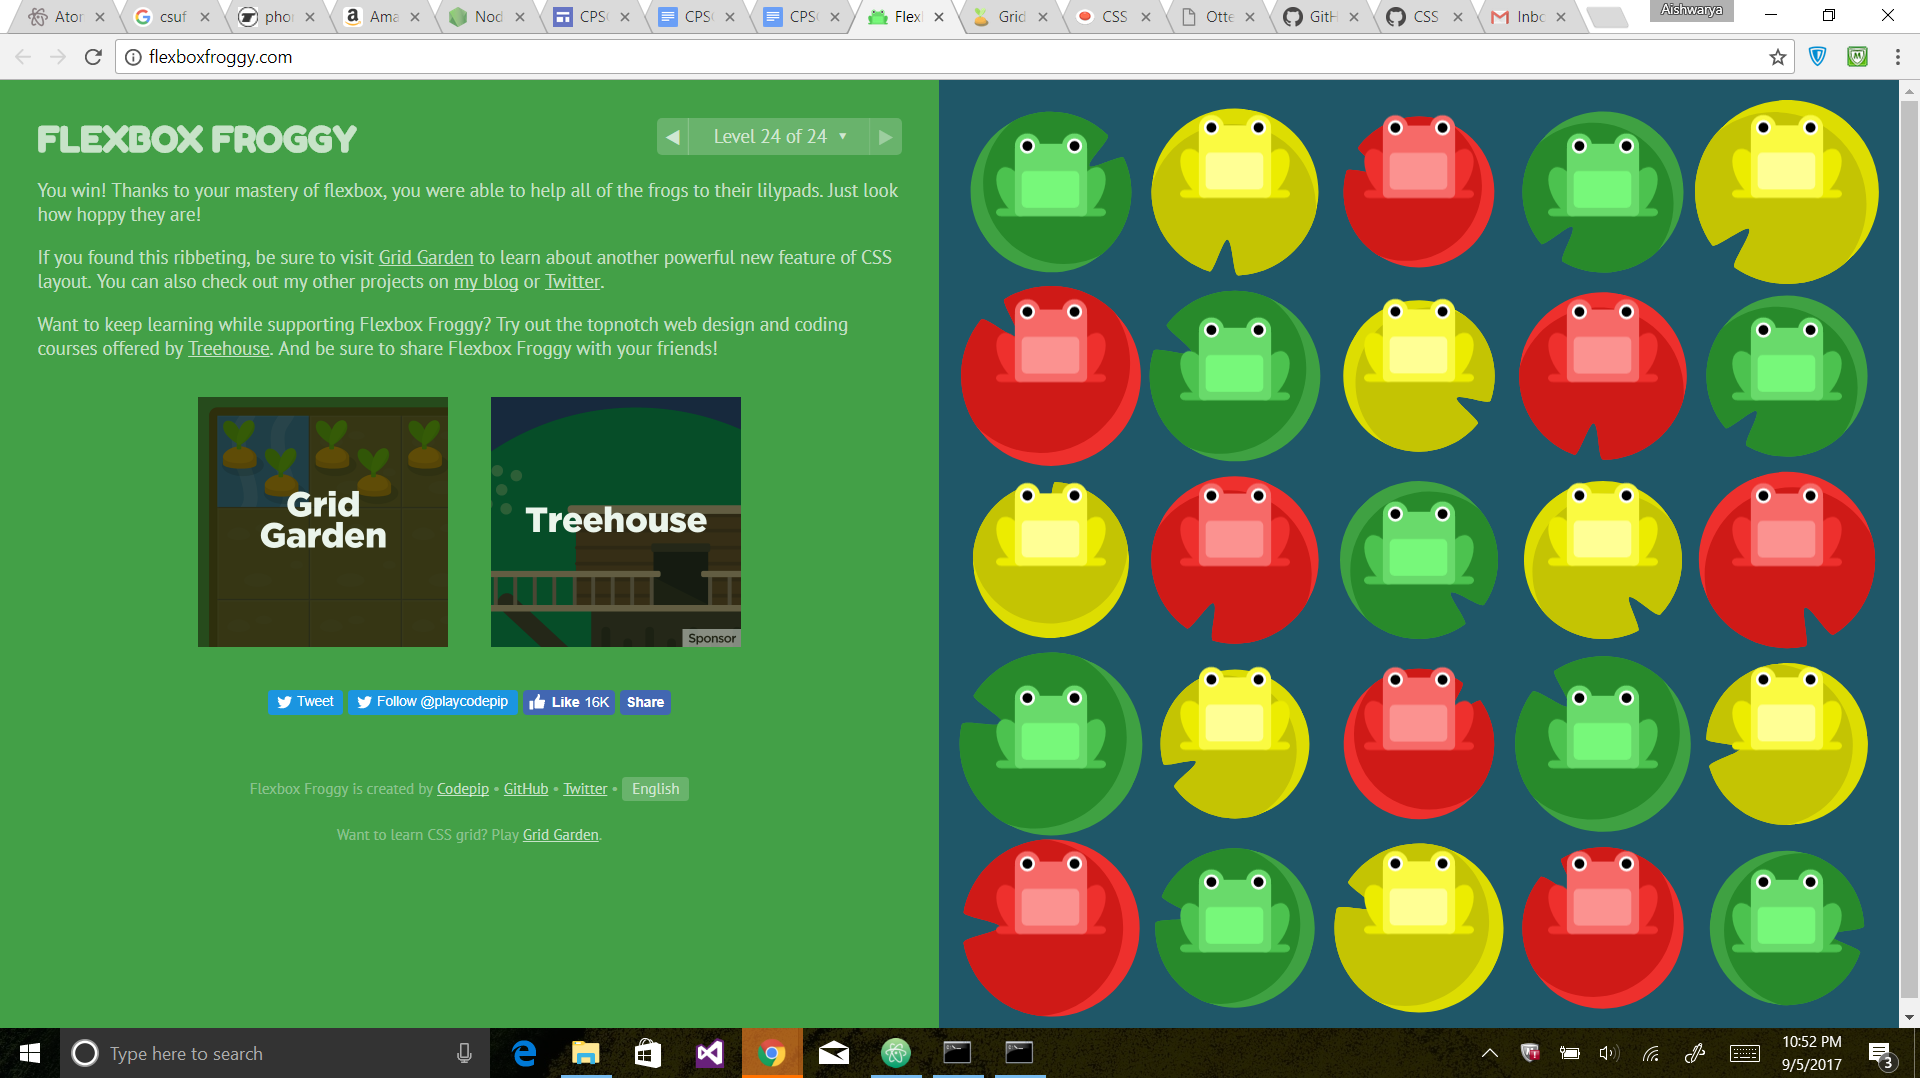 Aishwarya
Ator
csuf
phor
Ama
Nod
CPS
CPS
CPS
Flex
Grid
CSS
Otte
GitH
CSS
Inbo
flexboxfroggy.com
FLEXBOX FROGGY
Level 24 of 24
You win! Thanks to your mastery of flexbox, you were able to help all of the frogs to their lilypads. Just look
how hoppy they are!
If you found this ribbeting, be sure to visit Grid Garden to learn about another powerful new feature of CSS
layout. You can also check out my other projects on my blog or Twitter.
Want to keep learning while supporting Flexbox Froggy? Try out the topnotch web design and coding
courses offered by Treehouse. And be sure to share Flexbox Froggy with your friends!
Grid
Garden
Treehouse
Sponsor
Tweet
Follow @playcodepip
Like 16K
Share
Flexbox Froggy is created by Codepip • GitHub • Twitter • English
Want to learn CSS grid? Play Grid Garden.
Type here to search
10:52 PM
9/5/2017
3